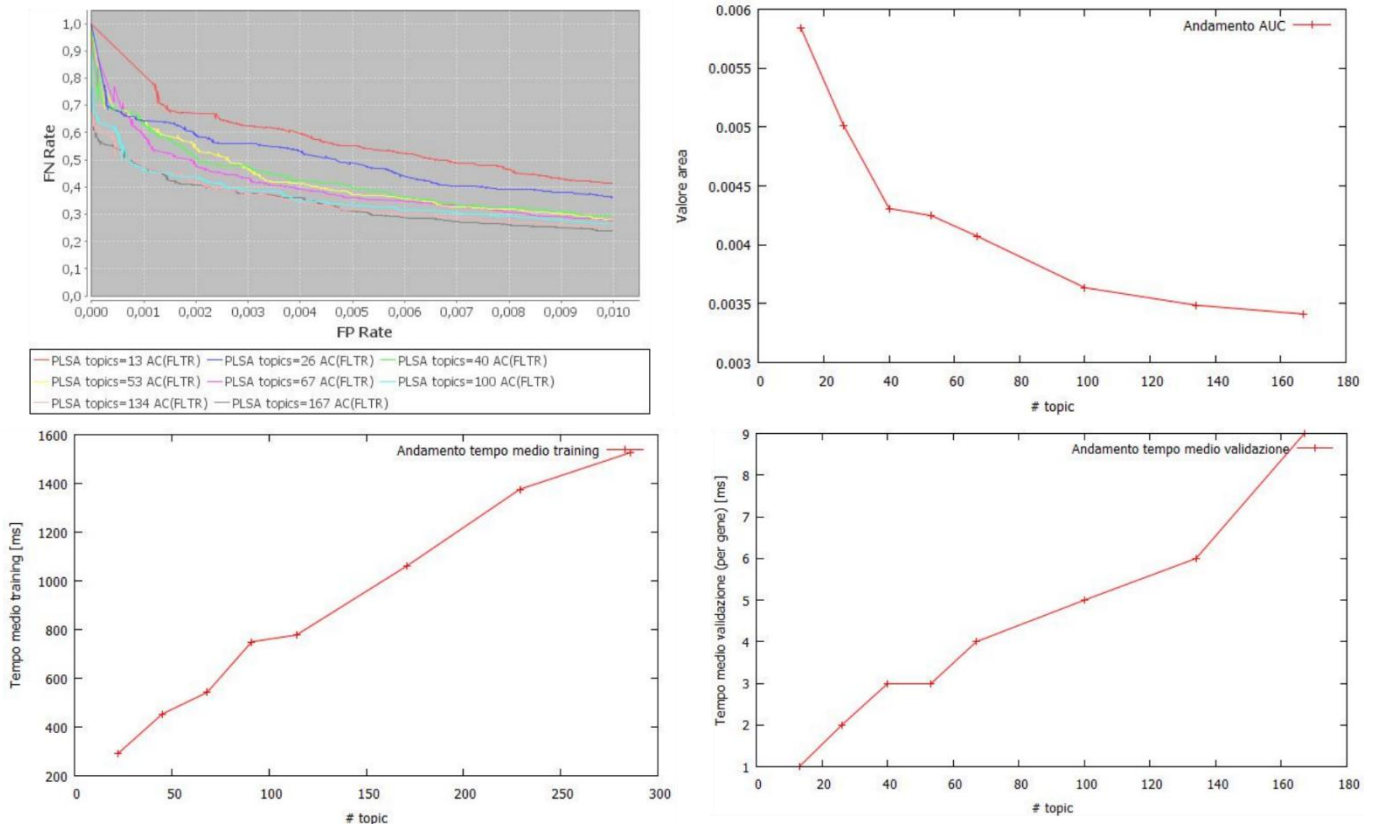 1,0
0,9
0,8
0,7
0,6
0,5
0,4
0,3
0,2
0,1
0,0
FN Rate
0,000 0,001 0,002 0,003 0,004 0,005 0,006 0,007 0,008 0,009 0,010
FP Rate
PLSA topics=13 AC(FLTR) PLSA topics=26 AC(FLTR) PLSA topics=40 AC(FLTR)
PLSA topics=53 AC(FLTR) PLSA topics=67 AC(FLTR) PLSA topics=100 AC(FLTR)
PLSA topics=134 AC(FLTR) PLSA topics=167 AC(FLTR)
Andamento AUC
0.006
0.0055
0.005
0.0045
0.004
0.0035
0.003
Valore area
0 20 40 60 80 100 120 140 160 180
# topic
Andamento tempo medio training
1600
1400
1200
1000
800
600
400
200
Tempo medio training [ms]
0 50 100 150 200 250 300
# topic
Andamento tempo medio validazione
9
8
7
6
5
4
3
2
1
Tempo medio validazione (per gene) [ms]
0 20 40 60 80 100 120 140 160 180
# topic